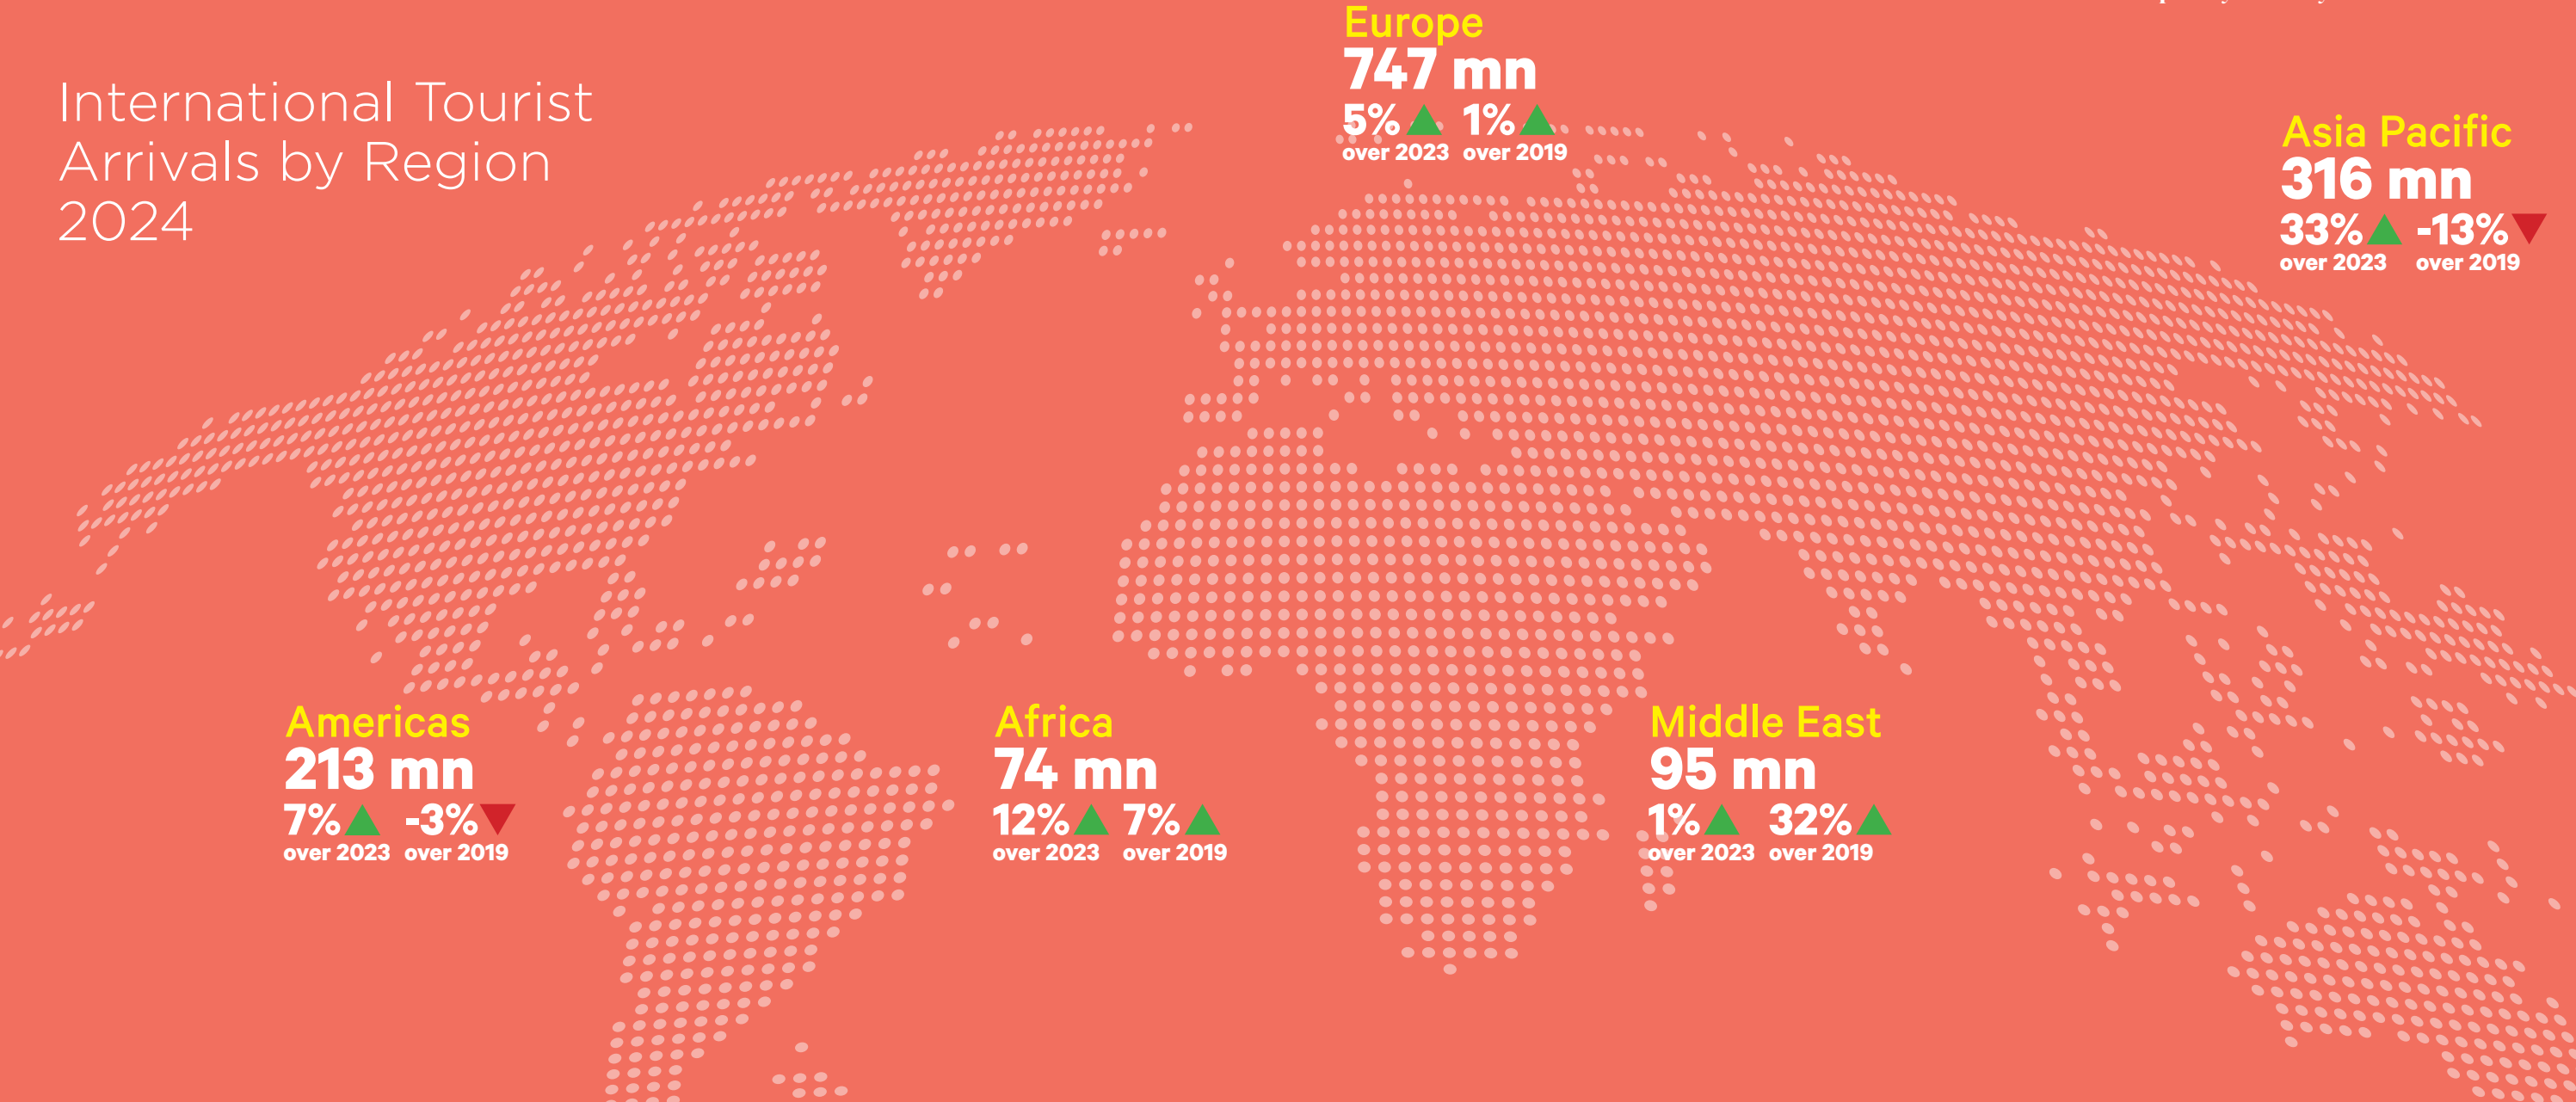 International Tourist
Arrivals by Region
2024
Europe
747 mn
5% 1%
over 2023 over 2019
Asia Pacific
316 mn
33% -13%
over 2023 over 2019
Americas
213 mn
7% -3%
over 2023 over 2019
Africa
74 mn
12% 7%
over 2023 over 2019
Middle East
95 mn
1% 32%
over 2023 over 2019